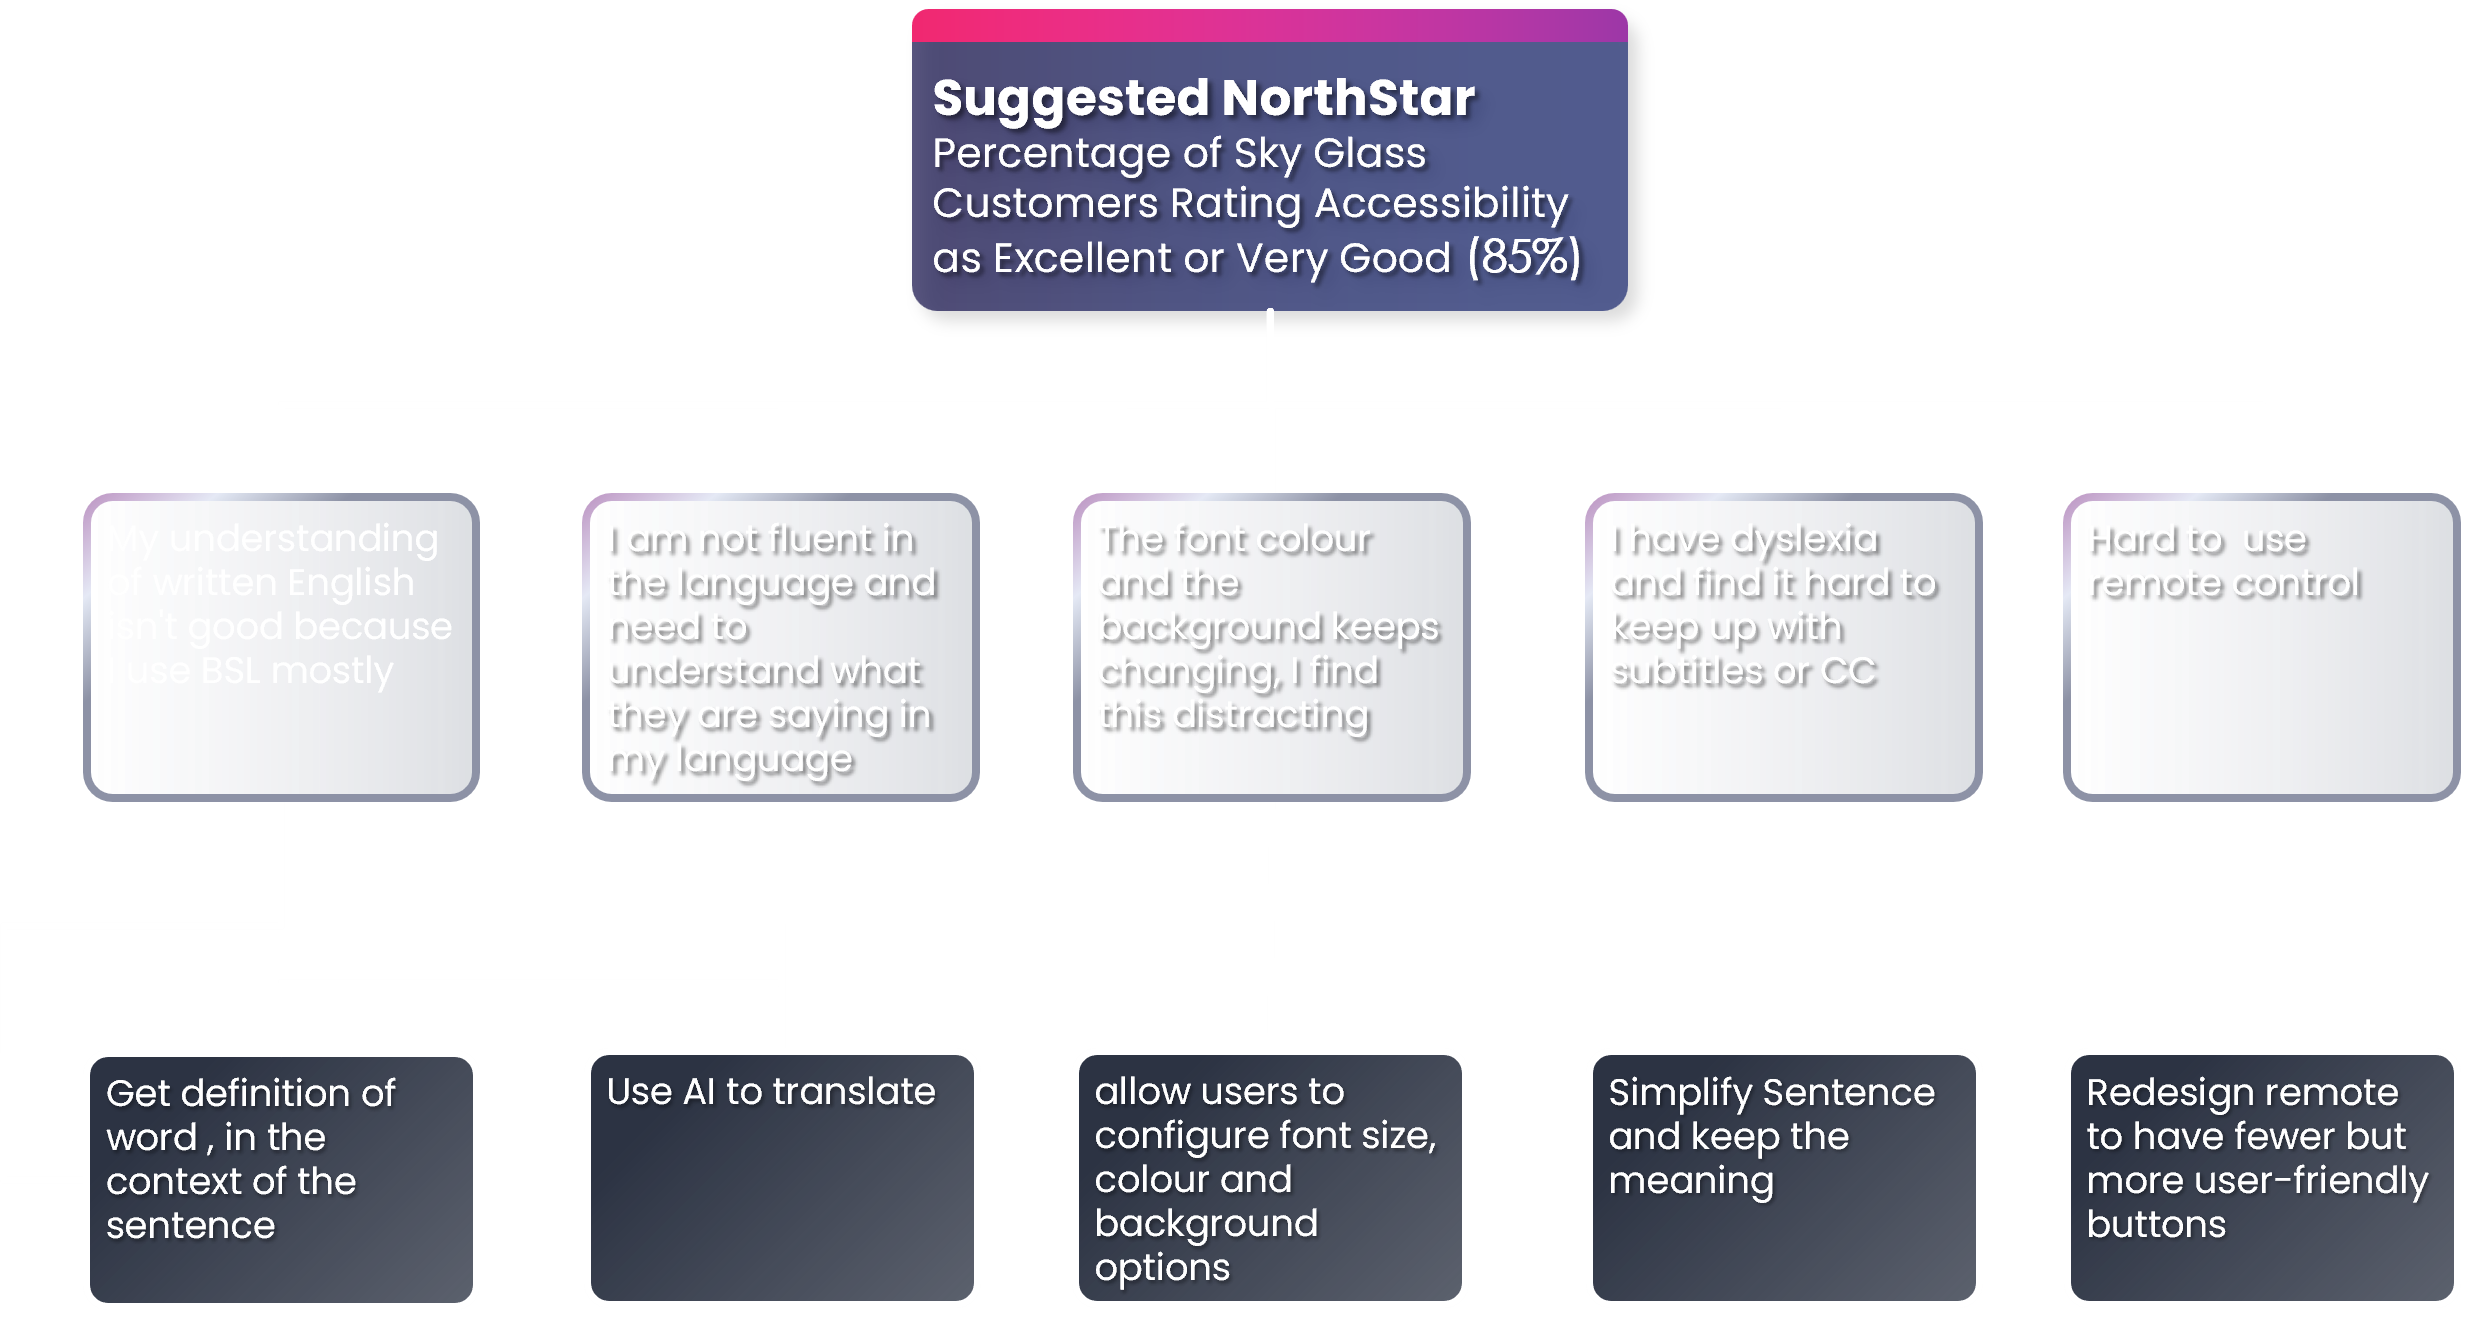 Suggested NorthStar
Percentage of Sky Glass
Customers Rating Accessibility
as Excellent or Very Good (85%)
My understanding
of written English
isn't good because
I use BSL mostly
I am not fluent in
the language and
need to
understand what
they are saying in
my language
The font colour
and the
background keeps
changing, I find
this distracting
I have dyslexia
and find it hard to
keep up with
subtitles or CC
Hard to  use
remote control
Get definition of
word , in the
context of the
sentence
Use AI to translate
allow users to
configure font size,
colour and
background
options
Simplify Sentence
and keep the
meaning
Redesign remote
to have fewer but
more user-friendly
buttons